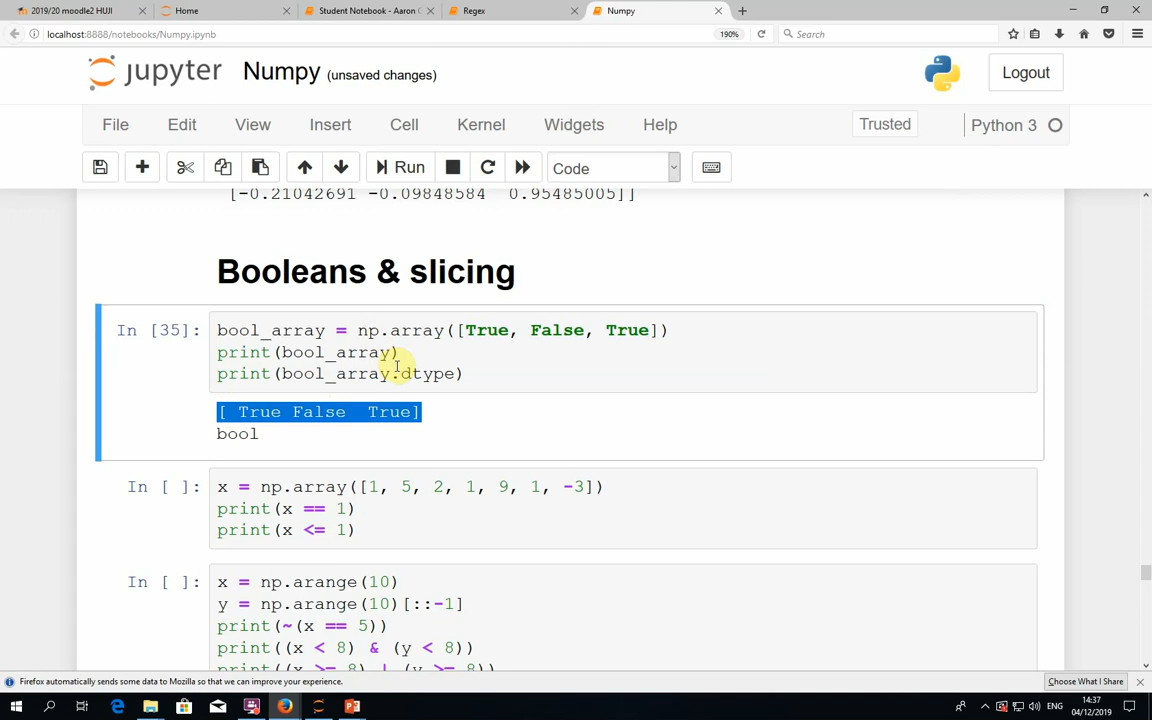 2019/20 moodle2 HUJI
Home
Student Notebook - Aaron C
Regex
Numpy
localhost:8888/notebooks/Numpy.ipynb
190%
Search
jupyter Numpy (unsaved changes)
Logout
File Edit View Insert Cell Kernel Widgets Help
Trusted
Python 3
Run
Code
[-0.21042691 -0.09848584  0.95485005]]
Booleans & slicing
In [35]: bool_array = np.array([True, False, True])
print(bool_array)
print(bool_array.dtype)
[ True False  True]
bool
In [ ]: x = np.array([1, 5, 2, 1, 9, 1, -3])
print(x == 1)
print(x <= 1)
In [ ]: x = np.arange(10)
y = np.arange(10)[::-1]
print(~(x == 5))
print((x < 8) & (y < 8))
print((x >= 8) | (y >= 8))
Firefox automatically sends some data to Mozilla so that we can improve your experience.
Choose What I Share
ENG
14:37
04/12/2019